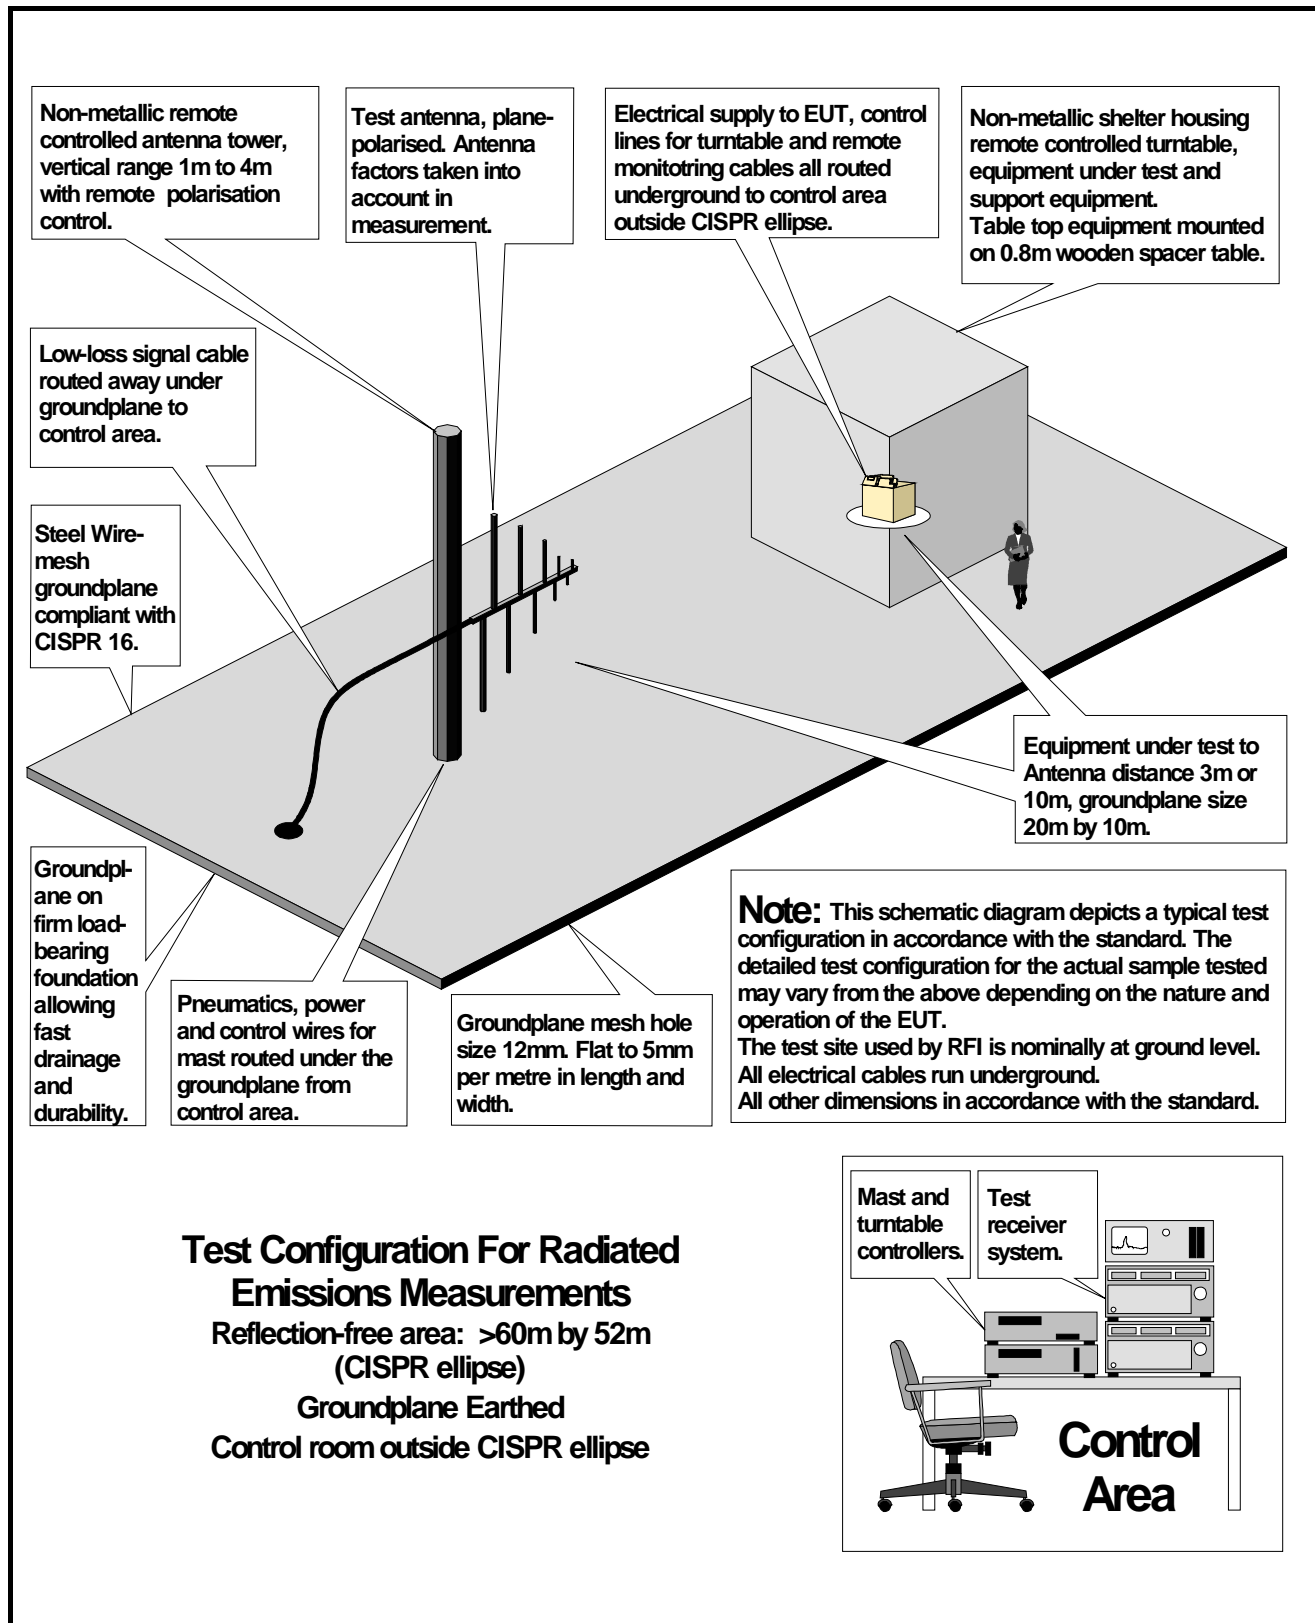 Non-metallic remote
controlled antenna tower,
vertical range 1m to 4m
with remote polarisation
control.
Test antenna, plane-
polarised. Antenna
factors taken into
account in
measurement.
Electrical supply to EUT, control
lines for turntable and remote
monitotring cables all routed
underground to control area
outside CISPR ellipse.
Non-metallic shelter housing
remote controlled turntable,
equipment under test and
support equipment.
Table top equipment mounted
on 0.8m wooden spacer table.
Low-loss signal cable
routed away under
groundplane to
control area.
Steel Wire-
mesh
groundplane
compliant with
CISPR 16.
Equipment under test to
Antenna distance 3m or
10m, groundplane size
20m by 10m.
Groundpl-
ane on
firm load-
bearing
foundation
allowing
fast
drainage
and
durability.
Pneumatics, power
and control wires for
mast routed under the
groundplane from
control area.
Groundplane mesh hole
size 12mm. Flat to 5mm
per metre in length and
width.
Note: This schematic diagram depicts a typical test
configuration in accordance with the standard. The
detailed test configuration for the actual sample tested
may vary from the above depending on the nature and
operation of the EUT.
The test site used by RFI is nominally at ground level.
All electrical cables run underground.
All other dimensions in accordance with the standard.
Test Configuration For Radiated
Emissions Measurements
Reflection-free area: >60m by 52m
(CISPR ellipse)
Groundplane Earthed
Control room outside CISPR ellipse
Mast and
turntable
controllers.
Test
receiver
system.
Control
Area